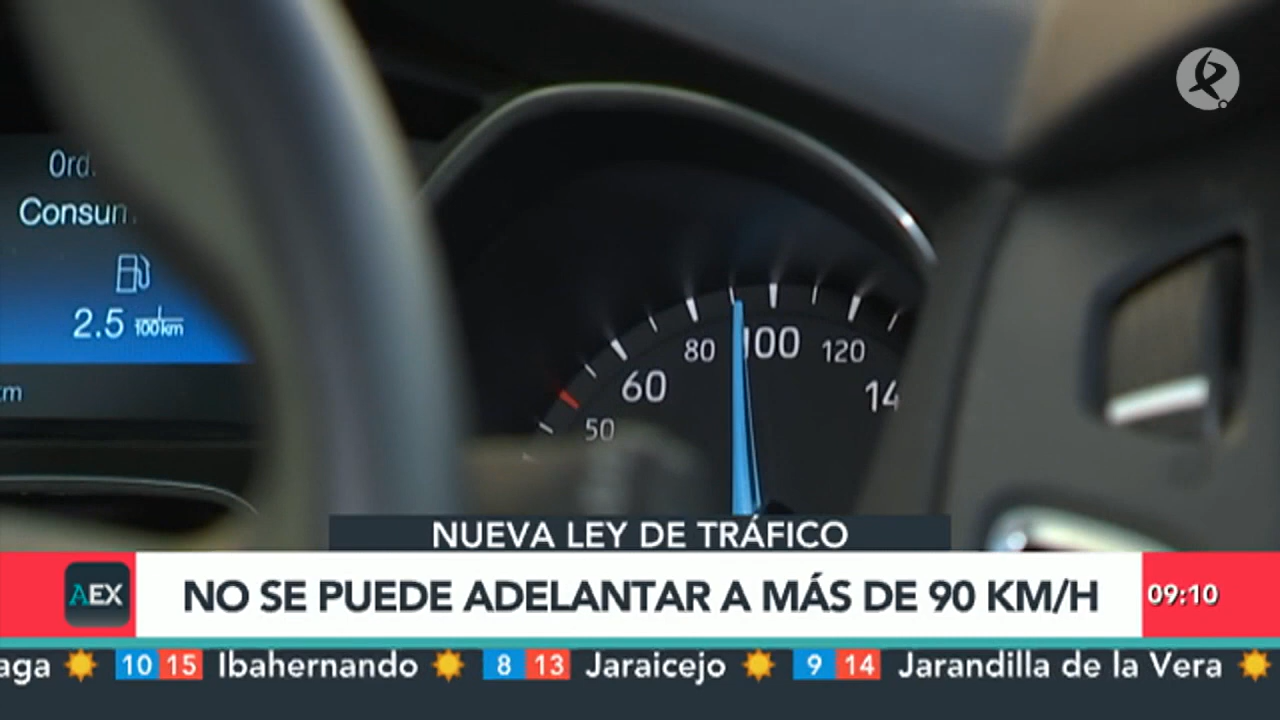 Ord.
Consum
2.5 100km
km
50
60
80
100
120
14
NUEVA LEY DE TRÁFICO
AEX
NO SE PUEDE ADELANTAR A MÁS DE 90 KM/H
09:10
aga 10 15 Ibahernando 8 13 Jaraicejo 9 14 Jarandilla de la Vera